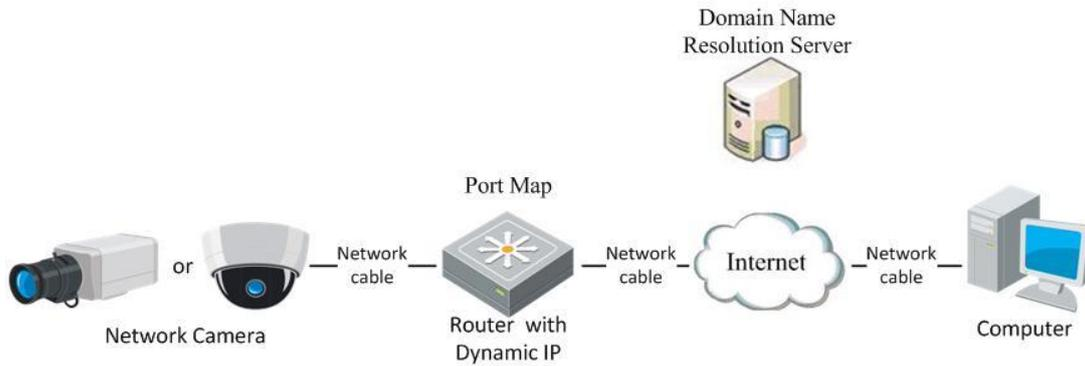 Domain Name
Resolution Server
Port Map
or
Network
cable
Network
cable
Internet
Network
cable
Network Camera
Router with
Dynamic IP
Computer